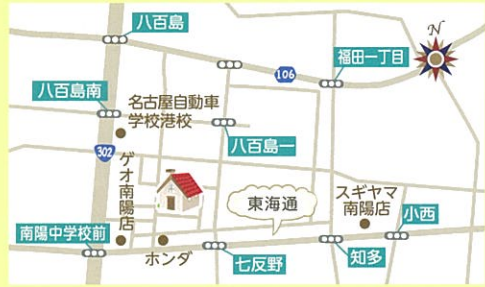 八百島
N
福田一丁目
106
八百島南
名古屋自動車
学校港校
八百島一
302
ゲオ南陽店
東海通
スギヤマ
南陽店
小西
南陽中学校前
ホンダ
七反野
知多